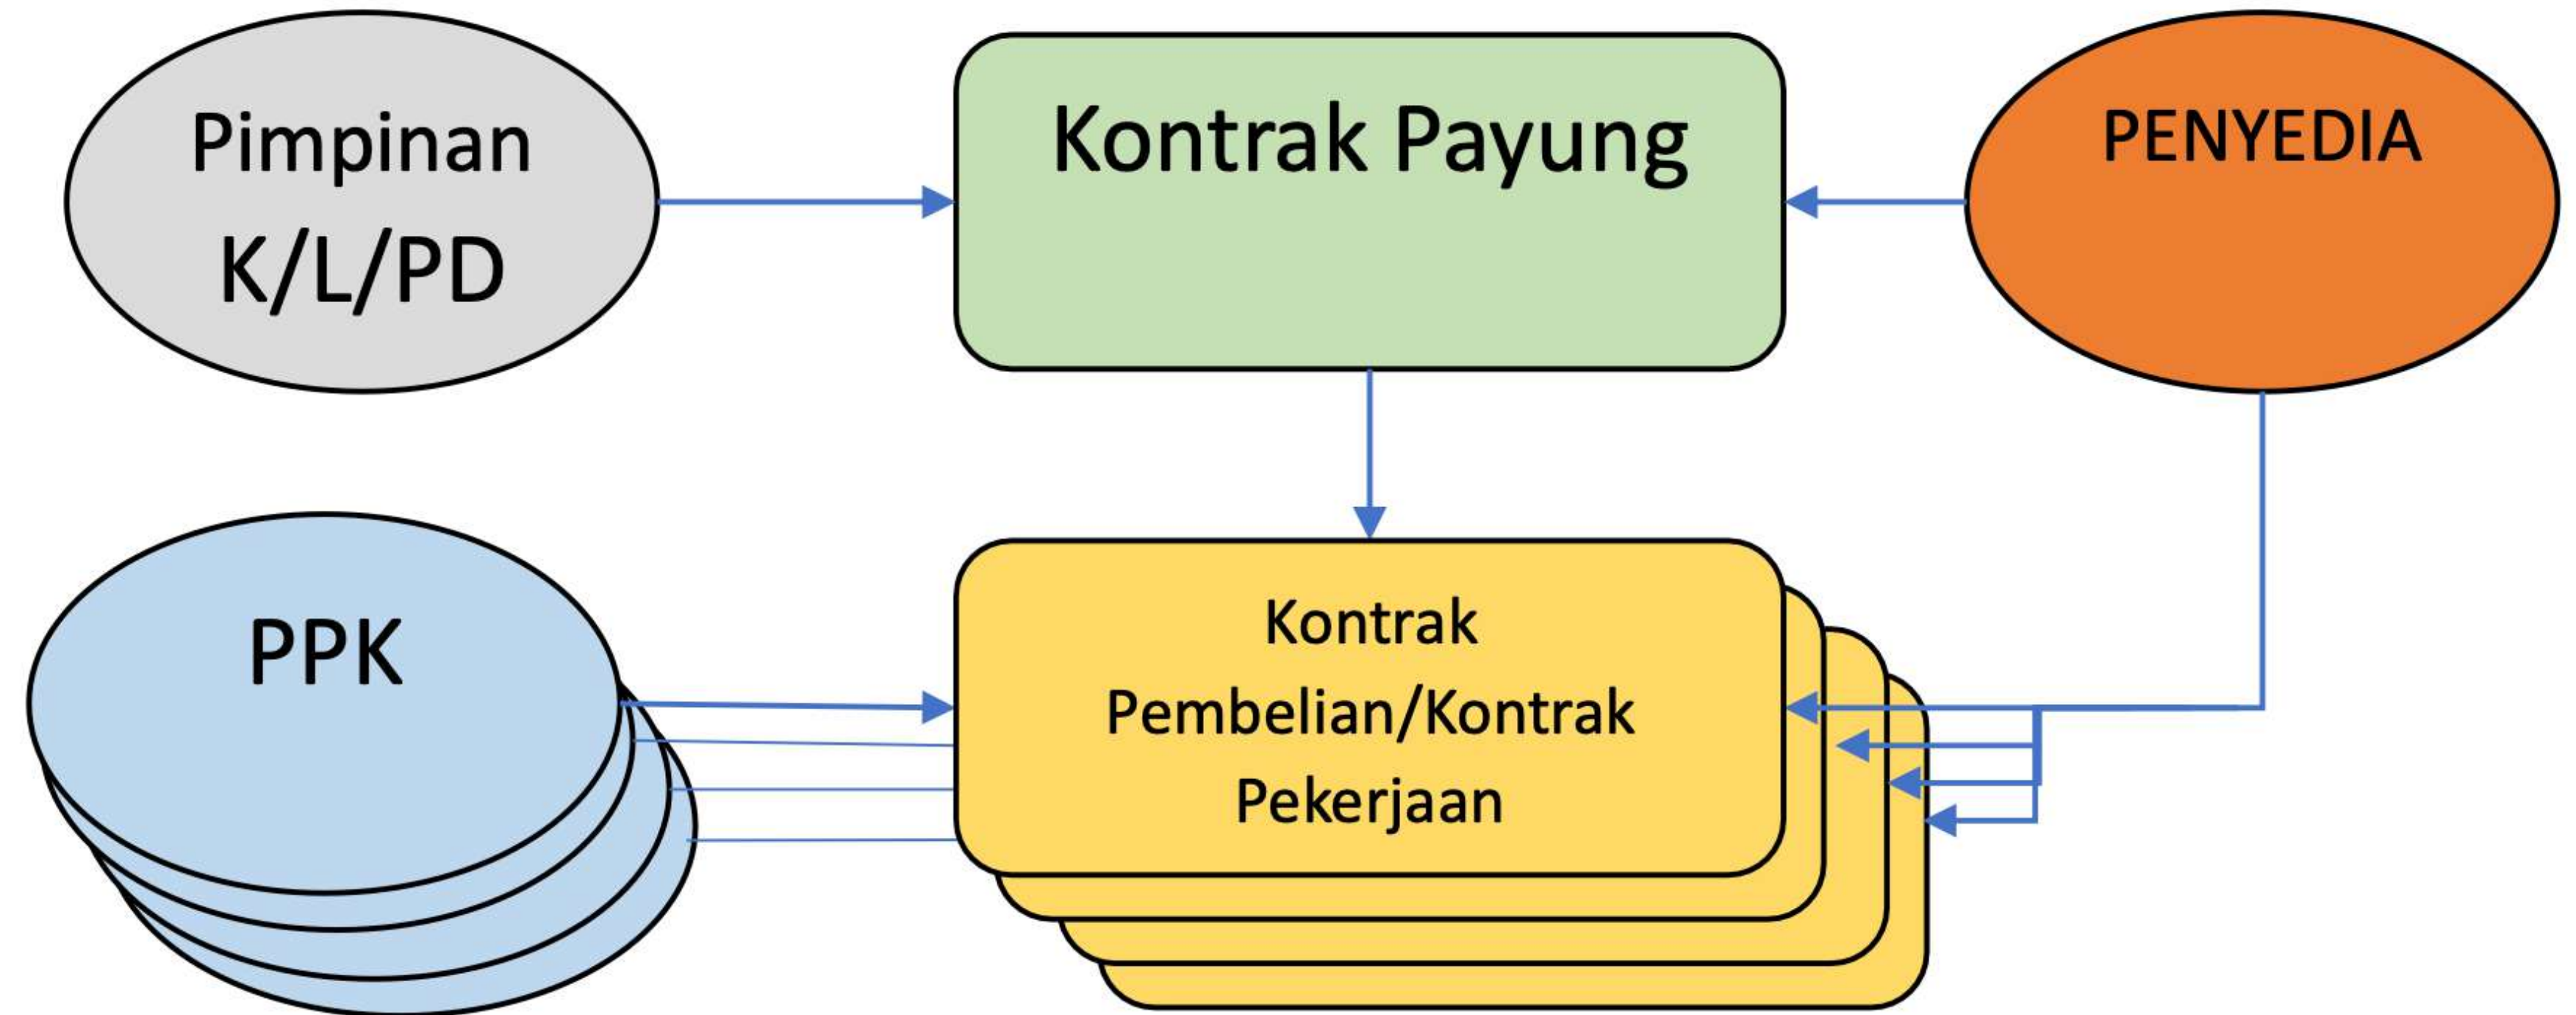 Pimpinan
K/L/PD
Kontrak Payung
PENYEDIA
PPK
Kontrak
Pembelian/Kontrak
Pekerjaan